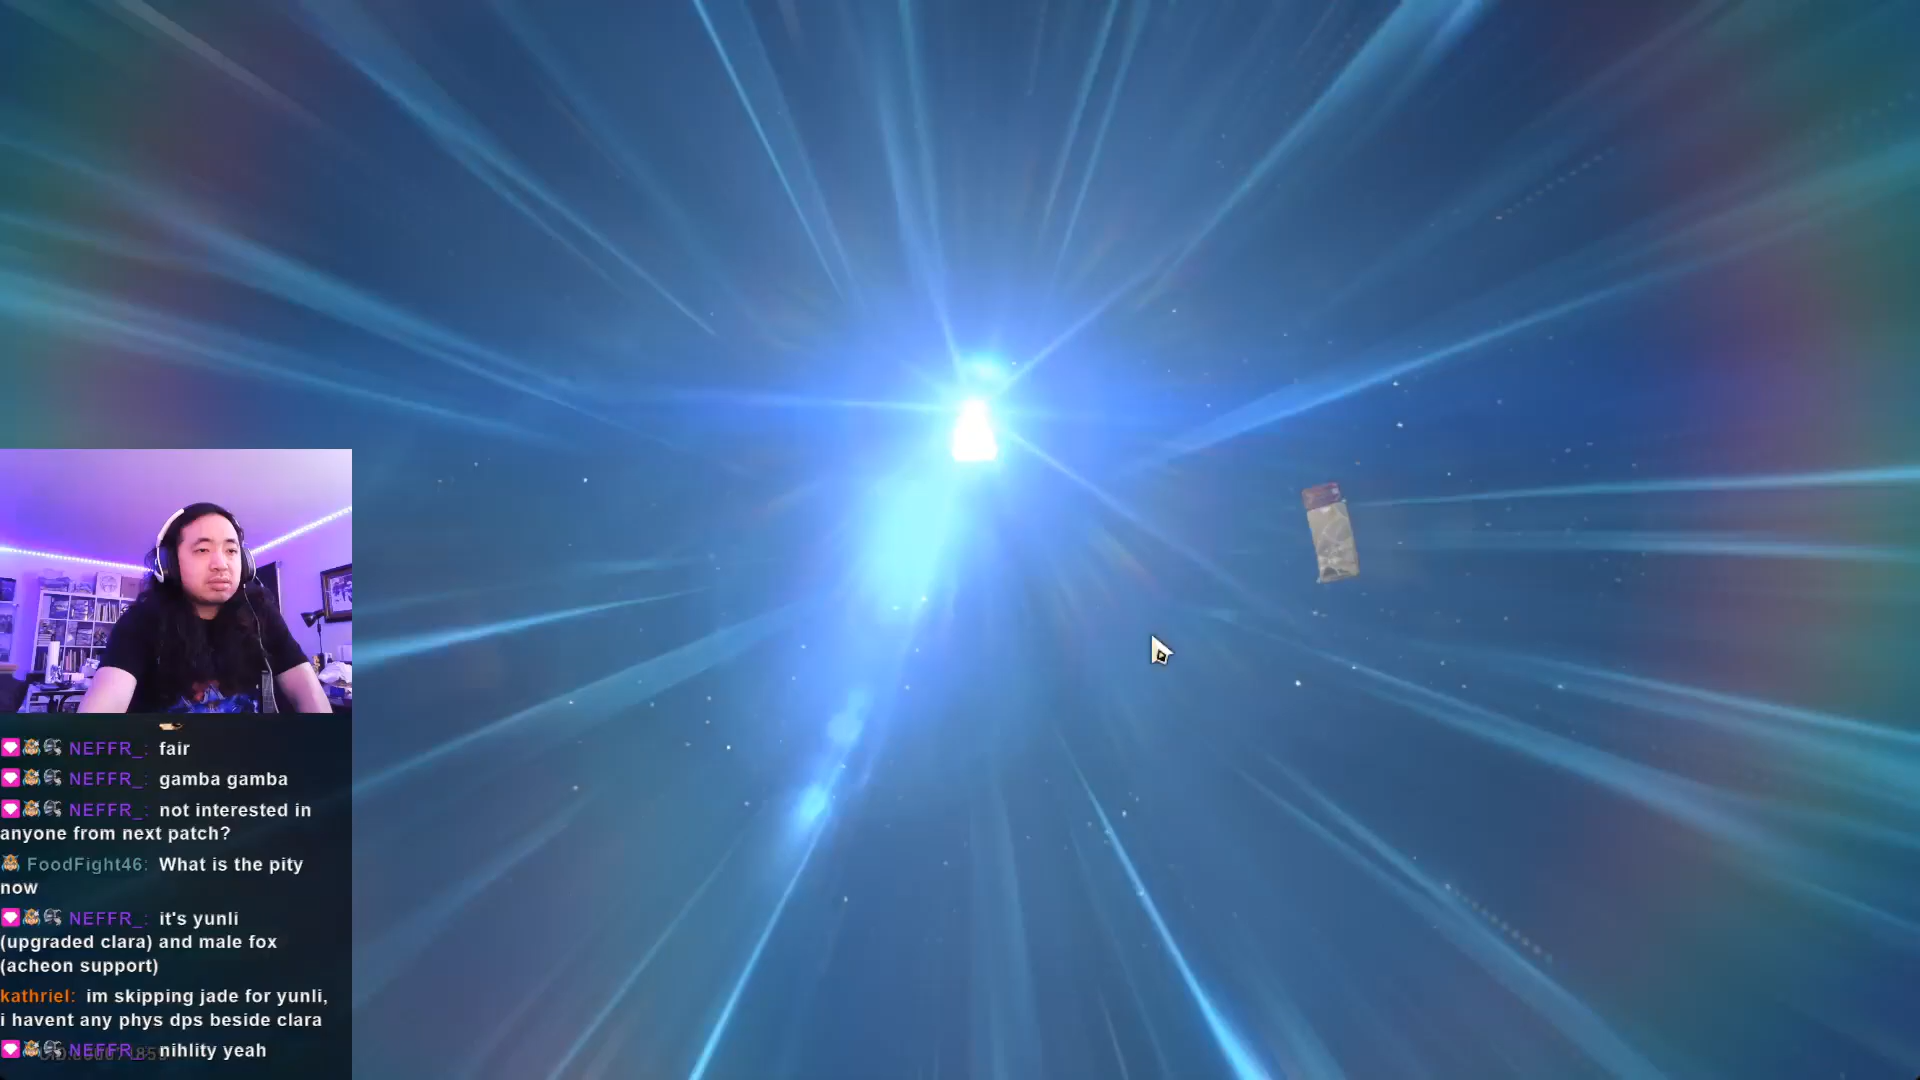 NEFFR_: fair
NEFFR_: gamba gamba
NEFFR_: not interested in
anyone from next patch?
FoodFight46: What is the pity
now
NEFFR_: it's yunli
(upgraded clara) and male fox
(acheon support)
kathriel: im skipping jade for yunli,
i havent any phys dps beside clara
NEFFR_: nihlity yeah